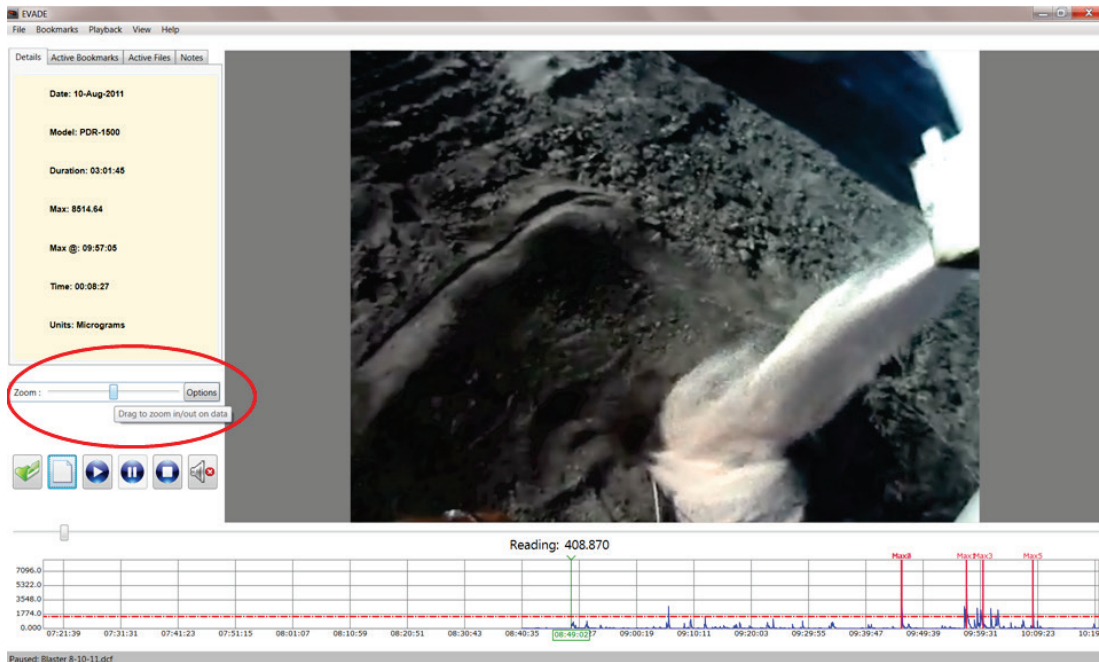 EVADE
File Bookmarks Playback View Help
Details Active Bookmarks Active Files Notes
Date: 10-Aug-2011
Model: PDR-1500
Duration: 03:01:45
Max: 8514.64
Max @: 09:57:05
Time: 00:08:27
Units: Micrograms
Zoom : Options
Drag to zoom in/out on data
Reading: 408.870
Max3 Max5
7096.0
5322.0
3548.0
1774.0
0.000
07:21:39 07:31:31 07:41:23 07:51:15 08:01:07 08:10:59 08:20:51 08:30:43 08:40:35 08:49:02 09:00:19 09:10:11 09:20:03 09:29:55 09:39:47 09:49:39 09:59:31 10:09:23 10:19
Paused: Blaster 8-10-11.dcf